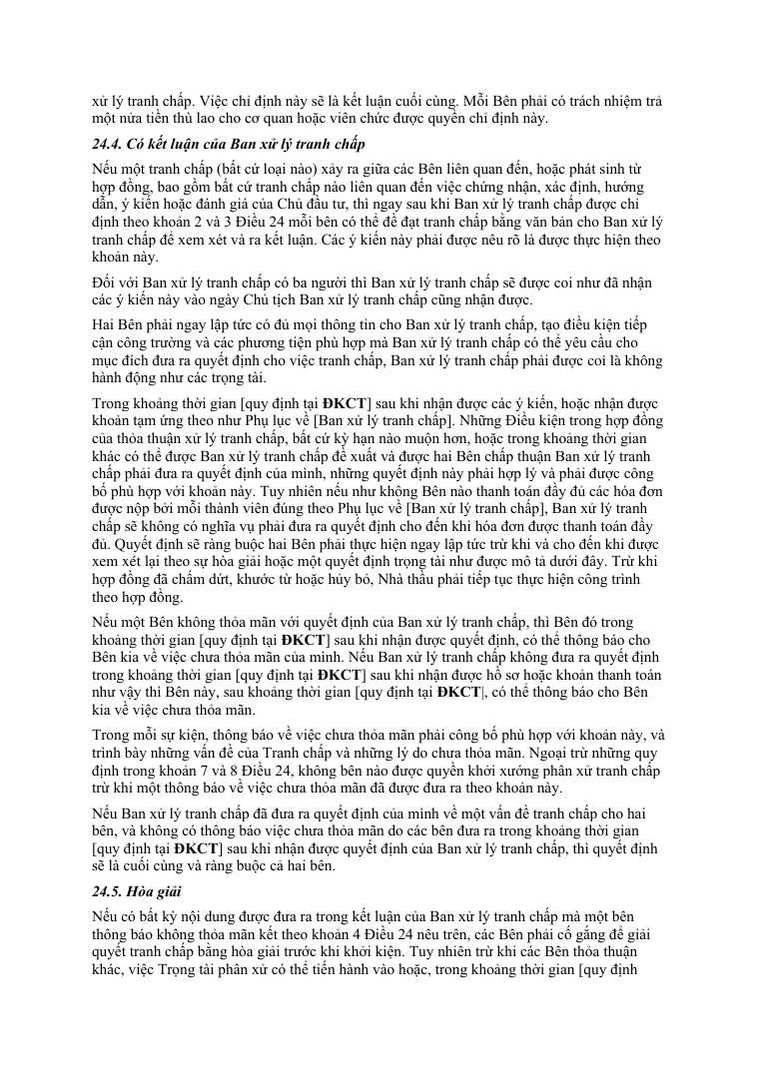 xử lý tranh chấp. Việc chỉ định này sẽ là kết luận cuối cùng. Mỗi Bên phải có trách nhiệm trả
một nửa tiền thù lao cho cơ quan hoặc viên chức được quyền chỉ định này.
24.4. Có kết luận của Ban xử lý tranh chấp
Nếu một tranh chấp (bất cứ loại nào) xảy ra giữa các Bên liên quan đến, hoặc phát sinh từ
hợp đồng, bao gồm bất cứ tranh chấp nào liên quan đến việc chứng nhận, xác định, hướng
dẫn, ý kiến hoặc đánh giá của Chủ đầu tư, thì ngay sau khi Ban xử lý tranh chấp được chỉ
định theo khoản 2 và 3 Điều 24 mỗi bên có thể đề đạt tranh chấp bằng văn bản cho Ban xử lý
tranh chấp để xem xét và ra kết luận. Các ý kiến này phải được nêu rõ là được thực hiện theo
khoản này.
Đối với Ban xử lý tranh chấp có ba người thì Ban xử lý tranh chấp sẽ được coi như đã nhận
các ý kiến này vào ngày Chủ tịch Ban xử lý tranh chấp cũng nhận được.
Hai Bên phải ngay lập tức có đủ mọi thông tin cho Ban xử lý tranh chấp, tạo điều kiện tiếp
cận công trường và các phương tiện phù hợp mà Ban xử lý tranh chấp có thể yêu cầu cho
mục đích đưa ra quyết định cho việc tranh chấp, Ban xử lý tranh chấp phải được coi là không
hành động như các trọng tài.
Trong khoảng thời gian [quy định tại ĐKCT] sau khi nhận được các ý kiến, hoặc nhận được
khoản tạm ứng theo như Phụ lục về [Ban xử lý tranh chấp]. Những Điều kiện trong hợp đồng
của thỏa thuận xử lý tranh chấp, bất cứ kỳ hạn nào muộn hơn, hoặc trong khoảng thời gian
khác có thể được Ban xử lý tranh chấp đề xuất và được hai Bên chấp thuận Ban xử lý tranh
chấp phải đưa ra quyết định của mình, những quyết định này phải hợp lý và phải được công
bố phù hợp với khoản này. Tuy nhiên nếu như không Bên nào thanh toán đầy đủ các hóa đơn
được nộp bởi mỗi thành viên đúng theo Phụ lục về [Ban xử lý tranh chấp], Ban xử lý tranh
chấp sẽ không có nghĩa vụ phải đưa ra quyết định cho đến khi hóa đơn được thanh toán đầy
đủ. Quyết định sẽ ràng buộc hai Bên phải thực hiện ngay lập tức trừ khi và cho đến khi được
xem xét lại theo sự hòa giải hoặc một quyết định trọng tài như được mô tả dưới đây. Trừ khi
hợp đồng đã chấm dứt, khước từ hoặc hủy bỏ, Nhà thầu phải tiếp tục thực hiện công trình
theo hợp đồng.
Nếu một Bên không thỏa mãn với quyết định của Ban xử lý tranh chấp, thì Bên đó trong
khoảng thời gian [quy định tại ĐKCT] sau khi nhận được quyết định, có thể thông báo cho
Bên kia về việc chưa thỏa mãn của mình. Nếu Ban xử lý tranh chấp không đưa ra quyết định
trong khoảng thời gian [quy định tại ĐKCT] sau khi nhận được hồ sơ hoặc khoản thanh toán
như vậy thì Bên này, sau khoảng thời gian [quy định tại ĐKCT|, có thể thông báo cho Bên
kia về việc chưa thỏa mãn.
Trong mỗi sự kiện, thông báo về việc chưa thỏa mãn phải công bố phù hợp với khoản này, và
trình bày những vấn đề của Tranh chấp và những lý do chưa thỏa mãn. Ngoại trừ những quy
định trong khoản 7 và 8 Điều 24, không bên nào được quyền khởi xướng phân xử tranh chấp
trừ khi một thông báo về việc chưa thỏa mãn đã được đưa ra theo khoản này.
Nếu Ban xử lý tranh chấp đã đưa ra quyết định của mình về một vấn đề tranh chấp cho hai
bên, và không có thông báo việc chưa thỏa mãn do các bên đưa ra trong khoảng thời gian
[quy định tại ĐKCT] sau khi nhận được quyết định của Ban xử lý tranh chấp, thì quyết định
sẽ là cuối cùng và ràng buộc cả hai bên.
24.5. Hòa giải
Nếu có bất kỳ nội dung được đưa ra trong kết luận của Ban xử lý tranh chấp mà một bên
thông báo không thỏa mãn kết theo khoản 4 Điều 24 nêu trên, các Bên phải cố gắng để giải
quyết tranh chấp bằng hòa giải trước khi khởi kiện. Tuy nhiên trừ khi các Bên thỏa thuận
khác, việc Trọng tài phân xử có thể tiến hành vào hoặc, trong khoảng thời gian [quy định